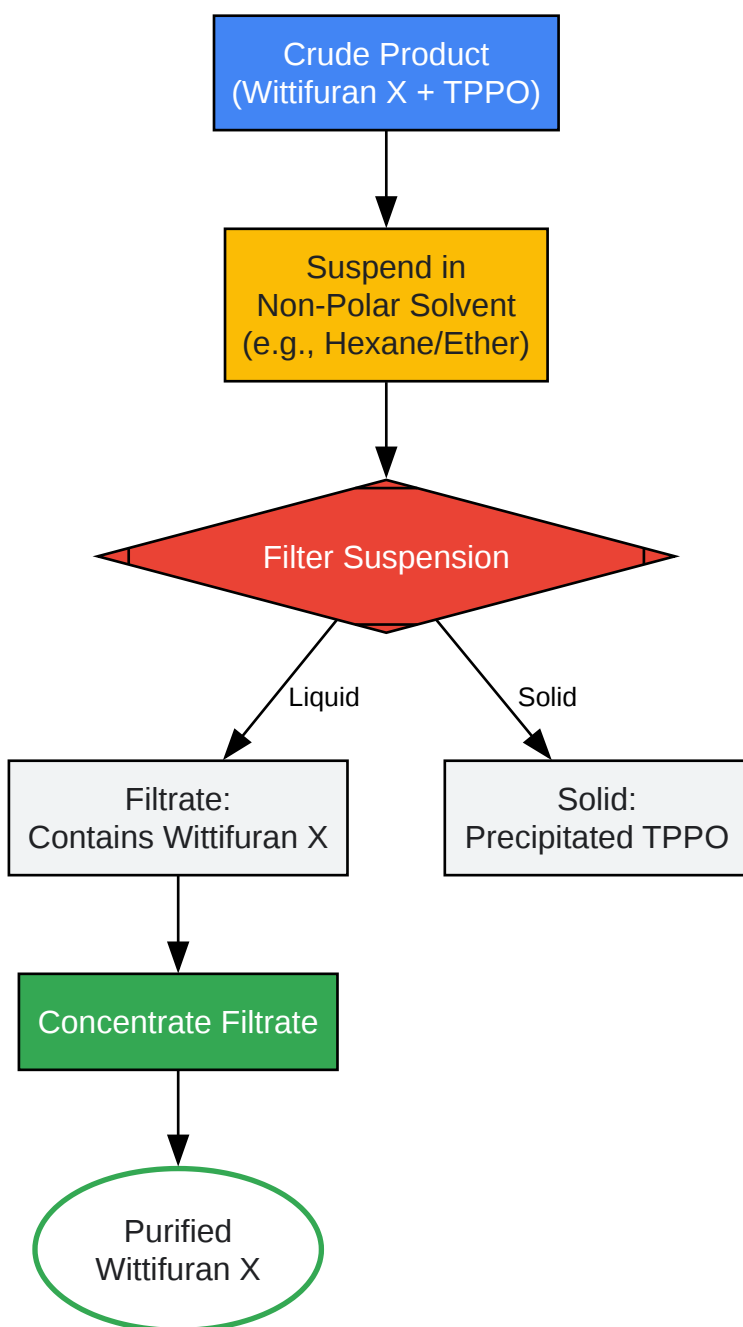 Crude Product
(Wittifuran X + TPPO)
Suspend in
Non-Polar Solvent
(e.g., Hexane/Ether)
Filter Suspension
Liquid
Solid
Filtrate:
Contains Wittifuran X
Solid:
Precipitated TPPO
Concentrate Filtrate
Purified
Wittifuran X